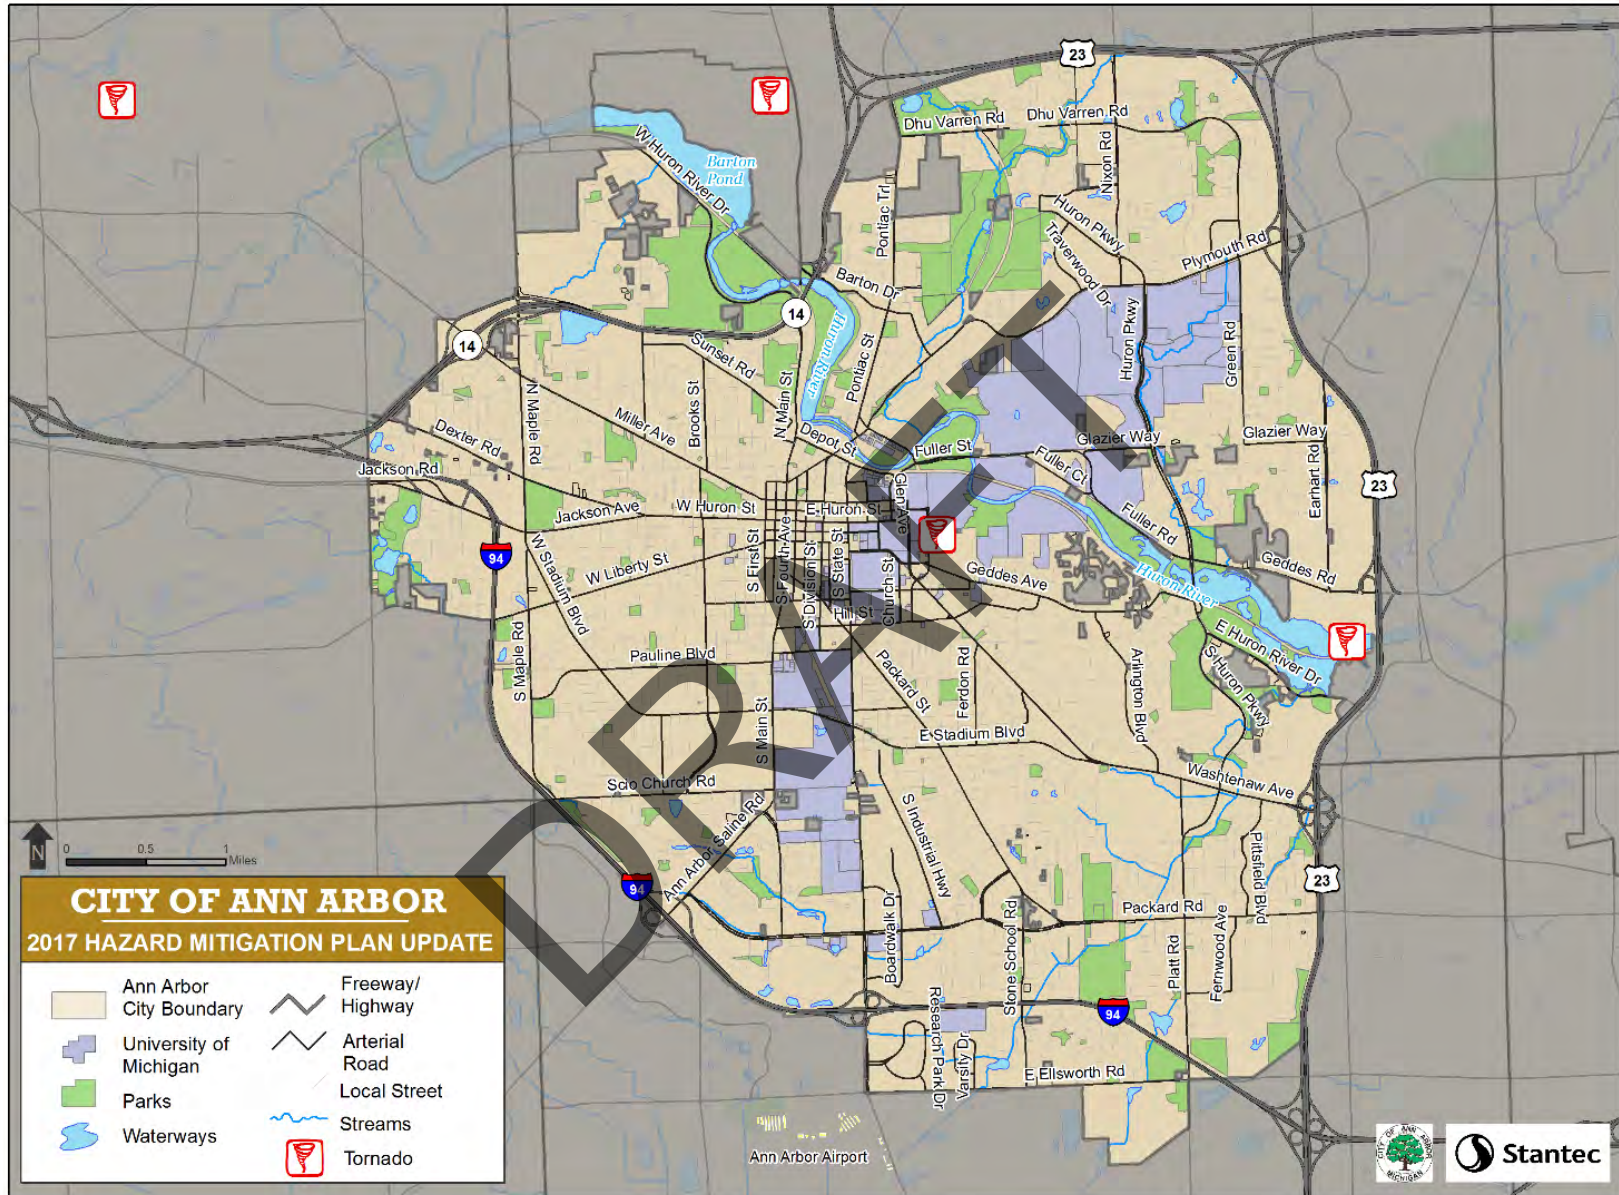 23
Dhu Varren Rd
Dhu Varren Rd
Nixon Rd
W Huron River Dr
Barton
Pond
Pontiac Trl
Huron Pkwy
Traverwood Dr
Plymouth Rd
Barton Dr
14
14
Huron River
Sunset Rd
Pontiac St
Huron Pkwy
Green Rd
N Maple Rd
Brooks St
N Main St
Miller Ave
Dexter Rd
Depot St
Fuller St
Glazier Way
Glazier Way
Jackson Rd
Fuller Ct
Earhart Rd
23
Glen Ave
Jackson Ave
W Huron St
E Huron St
Fuller Rd
94
W Stadium Blvd
W Liberty St
S First St
S Fourth Ave
S Division St
S State St
Church St
Geddes Ave
Huron River
Geddes Rd
Hill St
E Huron River Dr
S Maple Rd
Pauline Blvd
Packard St
Ferdon Rd
Arlington Blvd
S Huron Pkwy
S Main St
E Stadium Blvd
Washtenaw Ave
Scio Church Rd
S Industrial Hwy
Ann Arbor Saline Rd
Pittsfield Blvd
23
94
Packard Rd
Boardwalk Dr
Stone School Rd
Platt Rd
Fernwood Ave
94
Research Park Dr
Varsity Dr
E Ellsworth Rd
Ann Arbor Airport
DRAFT
N
0 0.5 1
Miles
CITY OF ANN ARBOR
2017 HAZARD MITIGATION PLAN UPDATE
Ann Arbor
City Boundary
University of
Michigan
Parks
Waterways
Freeway/
Highway
Arterial
Road
Local Street
Streams
Tornado
CITY OF ANN ARBOR
MICHIGAN
Stantec